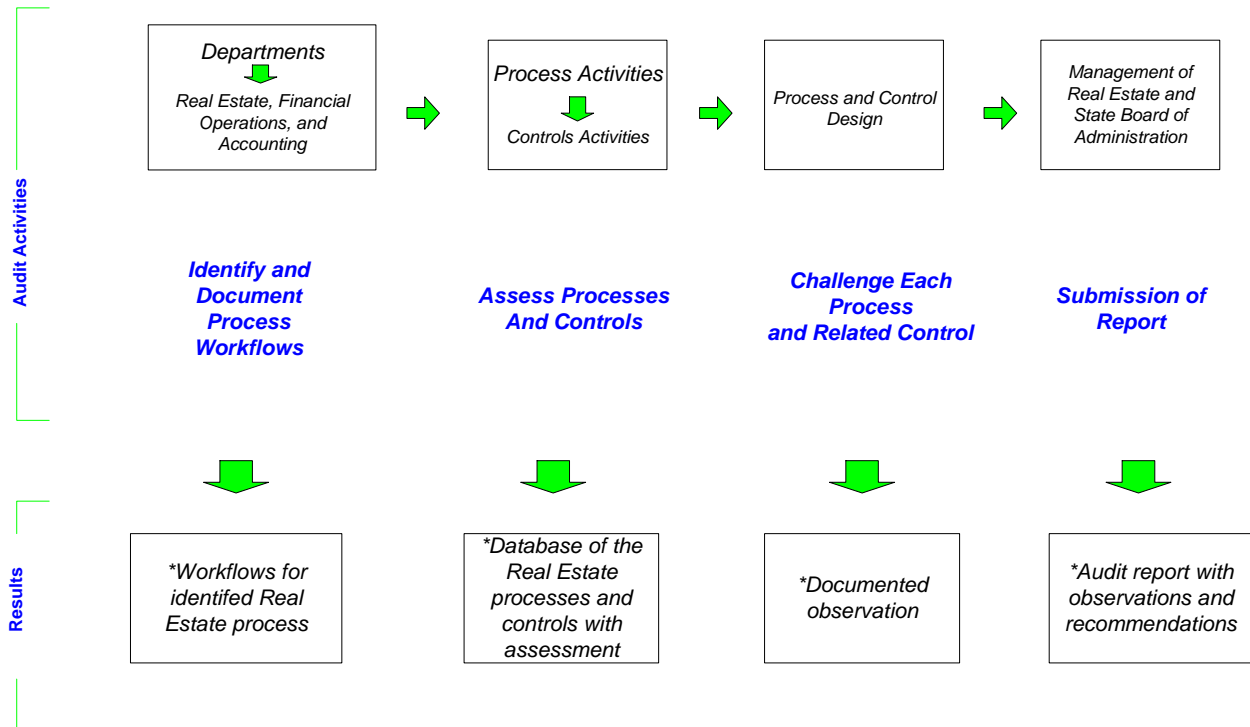 Audit Activities
Departments
Real Estate, Financial
Operations, and
Accounting
Process Activities
Controls Activities
Process and Control
Design
Management of
Real Estate and
State Board of
Administration
Identify and
Document
Process
Workflows
Assess Processes
And Controls
Challenge Each
Process
and Related Control
Submission of
Report
Results
*Workflows for
identifed Real
Estate process
*Database of the
Real Estate
processes and
controls with
assessment
*Documented
observation
*Audit report with
observations and
recommendations